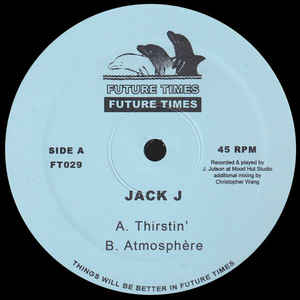 FUTURE TIMES
FUTURE TIMES
SIDE A
FT029
45 RPM
Recorded & played by
J. Jutson at Mood Hut Studio
additional mixing by
Christopher Wang
JACK J
A. Thirstin'
B. Atmosphère
THINGS WILL BE BETTER IN FUTURE TIMES